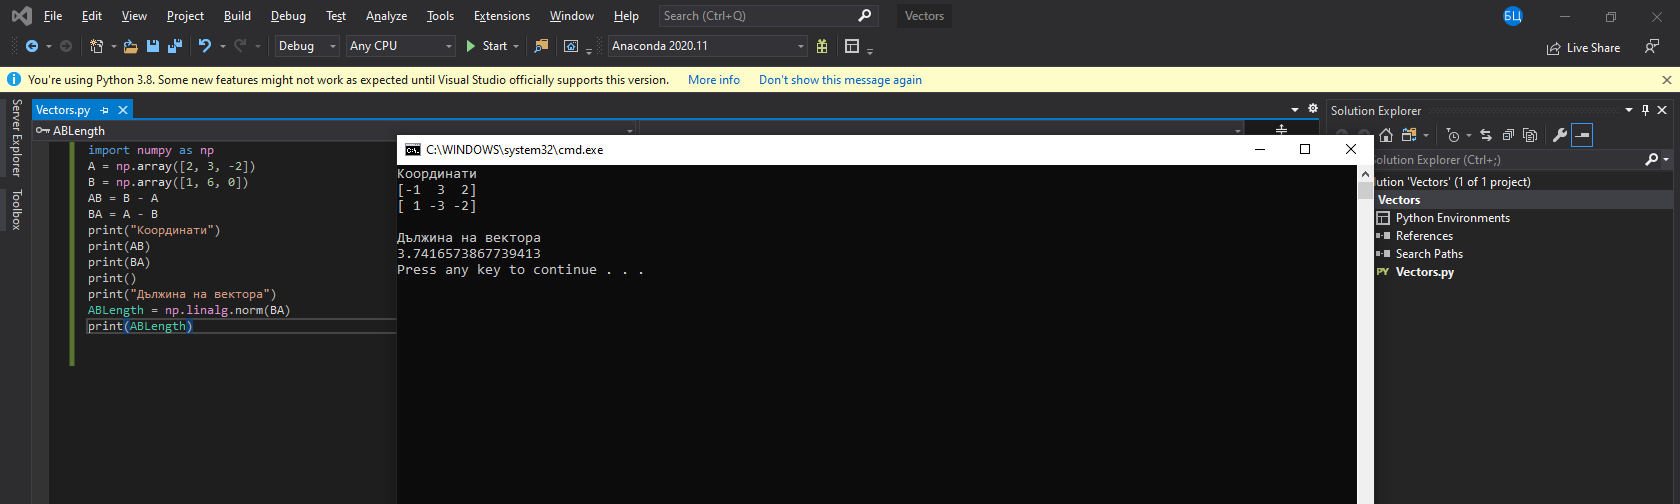 File Edit View Project Build Debug Test Analyze Tools Extensions Window Help Search (Ctrl+Q) Vectors БЦ
Debug Any CPU Start Anaconda 2020.11 Live Share
You're using Python 3.8. Some new features might not work as expected until Visual Studio officially supports this version. More info Don't show this message again
Server Explorer
Toolbox
Vectors.py
ABLength
import numpy as np
A = np.array([2, 3, -2])
B = np.array([1, 6, 0])
AB = B - A
BA = A - B
print("Координати")
print(AB)
print(BA)
print()
print("Дължина на вектора")
ABLength = np.linalg.norm(BA)
print(ABLength)
C:\WINDOWS\system32\cmd.exe
Координати
[-1  3  2]
[ 1 -3 -2]
Дължина на вектора
3.7416573867739413
Press any key to continue . . .
Solution Explorer
olution Explorer (Ctrl+;)
lution 'Vectors' (1 of 1 project)
Vectors
Python Environments
References
Search Paths
PY Vectors.py